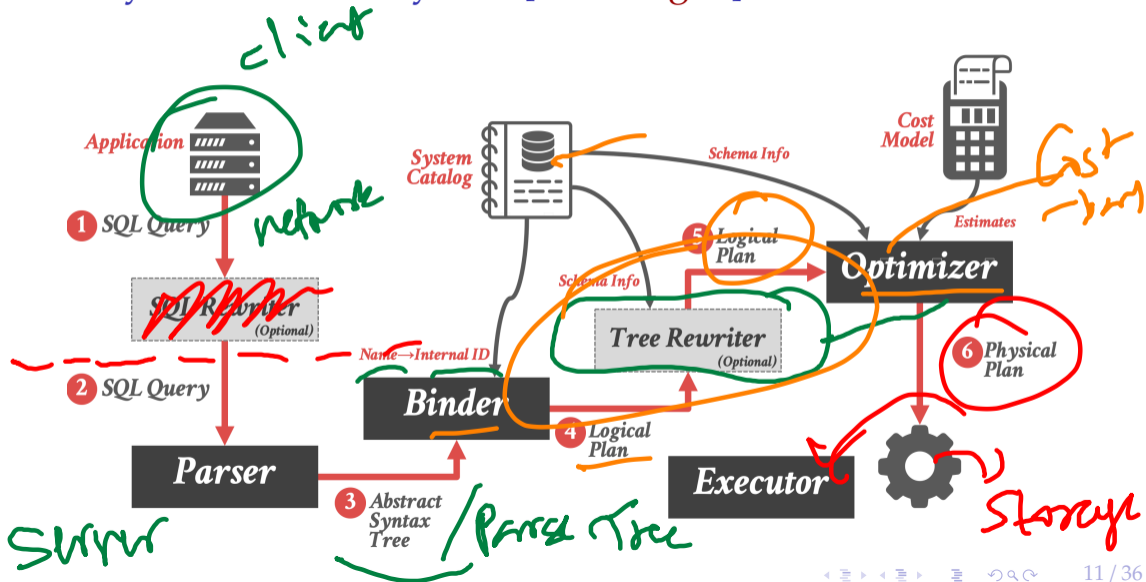 client
Application
network
1 SQL Query
SQL Rewriter
(Optional)
2 SQL Query
Parser
Server
3 Abstract
Syntax
Tree
/Parse Tree
System
Catalog
Name→Internal ID
Binder
4 Logical
Plan
Schema Info
Schema Info
Tree Rewriter
(Optional)
5 Logical
Plan
Cost
Model
Estimates
Cost
Optimizer
6 Physical
Plan
Executor
Storage
11 / 36